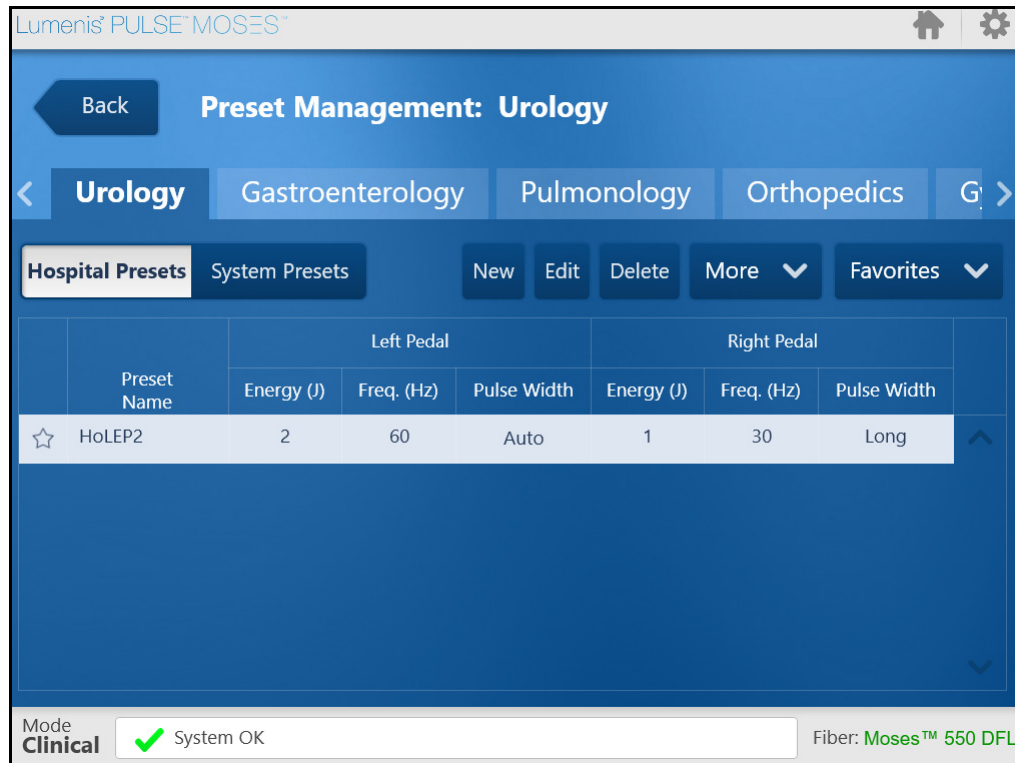 Lumenis® PULSE™ MOSES™
Back
Preset Management: Urology
Urology Gastroenterology Pulmonology Orthopedics
Hospital Presets System Presets New Edit Delete More Favorites
Left Pedal Right Pedal
Preset Name Energy (J) Freq. (Hz) Pulse Width Energy (J) Freq. (Hz) Pulse Width
HoLEP2 2 60 Auto 1 30 Long
Mode
Clinical System OK Fiber: Moses™ 550 DFL